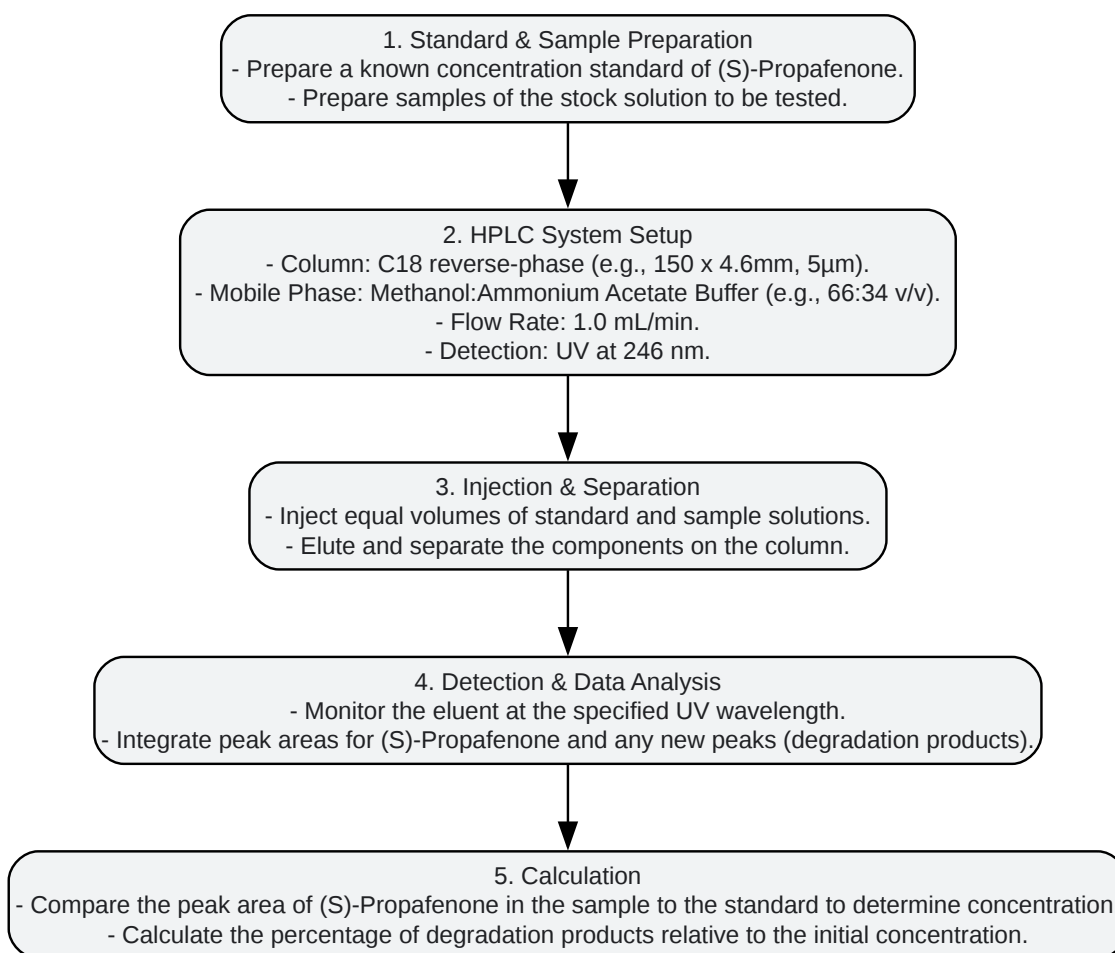 1. Standard & Sample Preparation
- Prepare a known concentration standard of (S)-Propafenone.
- Prepare samples of the stock solution to be tested.
2. HPLC System Setup
- Column: C18 reverse-phase (e.g., 150 x 4.6mm, 5µm).
- Mobile Phase: Methanol:Ammonium Acetate Buffer (e.g., 66:34 v/v).
- Flow Rate: 1.0 mL/min.
- Detection: UV at 246 nm.
3. Injection & Separation
- Inject equal volumes of standard and sample solutions.
- Elute and separate the components on the column.
4. Detection & Data Analysis
- Monitor the eluent at the specified UV wavelength.
- Integrate peak areas for (S)-Propafenone and any new peaks (degradation products).
5. Calculation
- Compare the peak area of (S)-Propafenone in the sample to the standard to determine concentration
- Calculate the percentage of degradation products relative to the initial concentration.